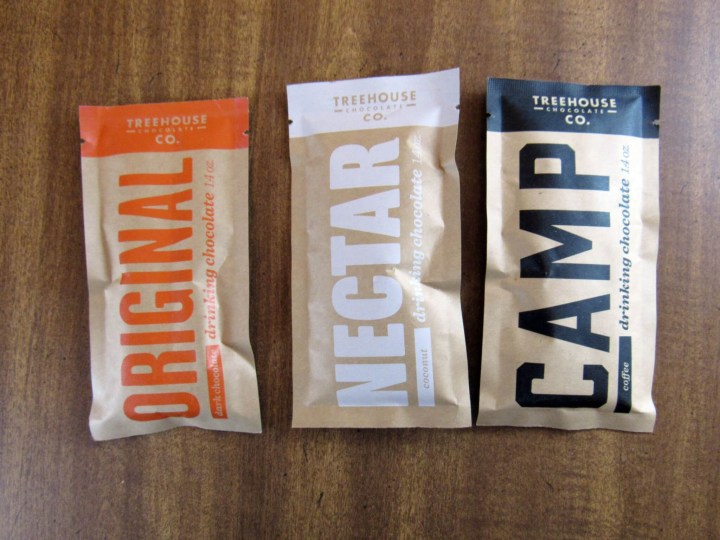 TREEHOUSE
CHOCOLATE
CO.
ORIGINAL
drinking chocolate 1.4 oz.
dark chocolate
TREEHOUSE
CHOCOLATE
CO.
NECTAR
drinking chocolate
coconut
TREEHOUSE
CHOCOLATE
CO.
CAMP
drinking chocolate 1.4 oz.
coffee